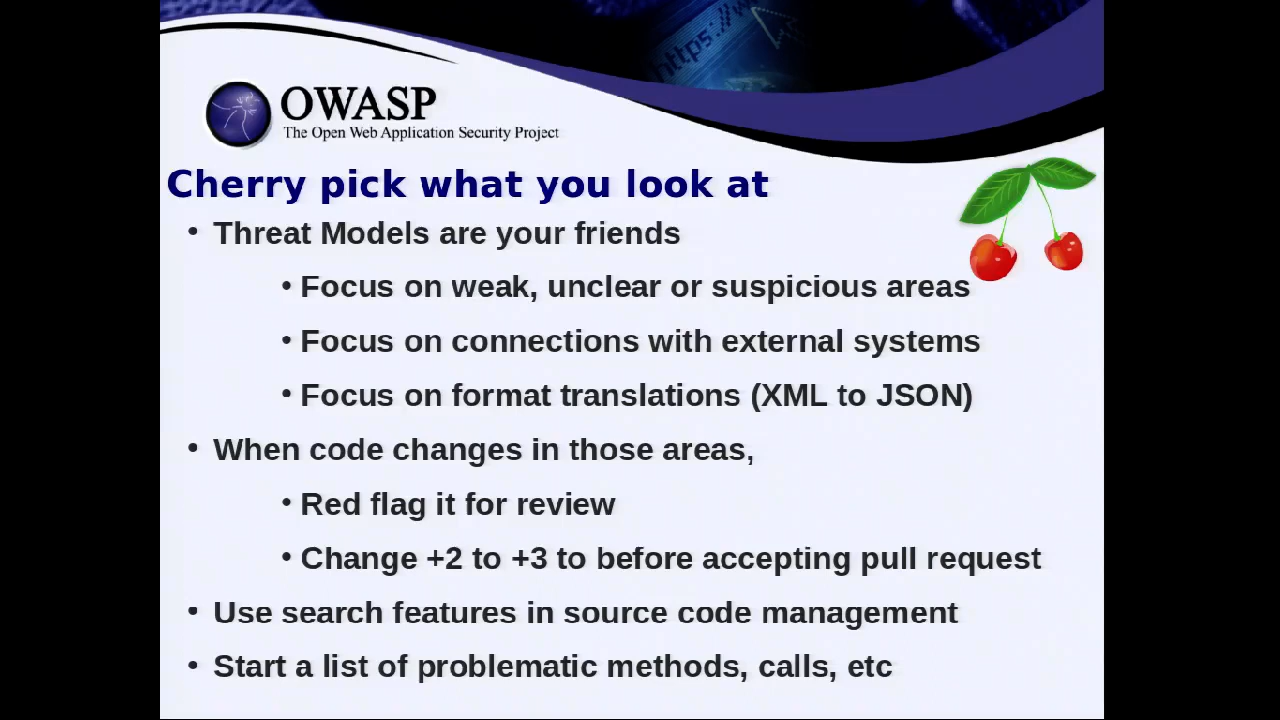 https://w
OWASP
The Open Web Application Security Project
Cherry pick what you look at
• Threat Models are your friends
• Focus on weak, unclear or suspicious areas
• Focus on connections with external systems
• Focus on format translations (XML to JSON)
• When code changes in those areas,
• Red flag it for review
• Change +2 to +3 to before accepting pull request
• Use search features in source code management
• Start a list of problematic methods, calls, etc